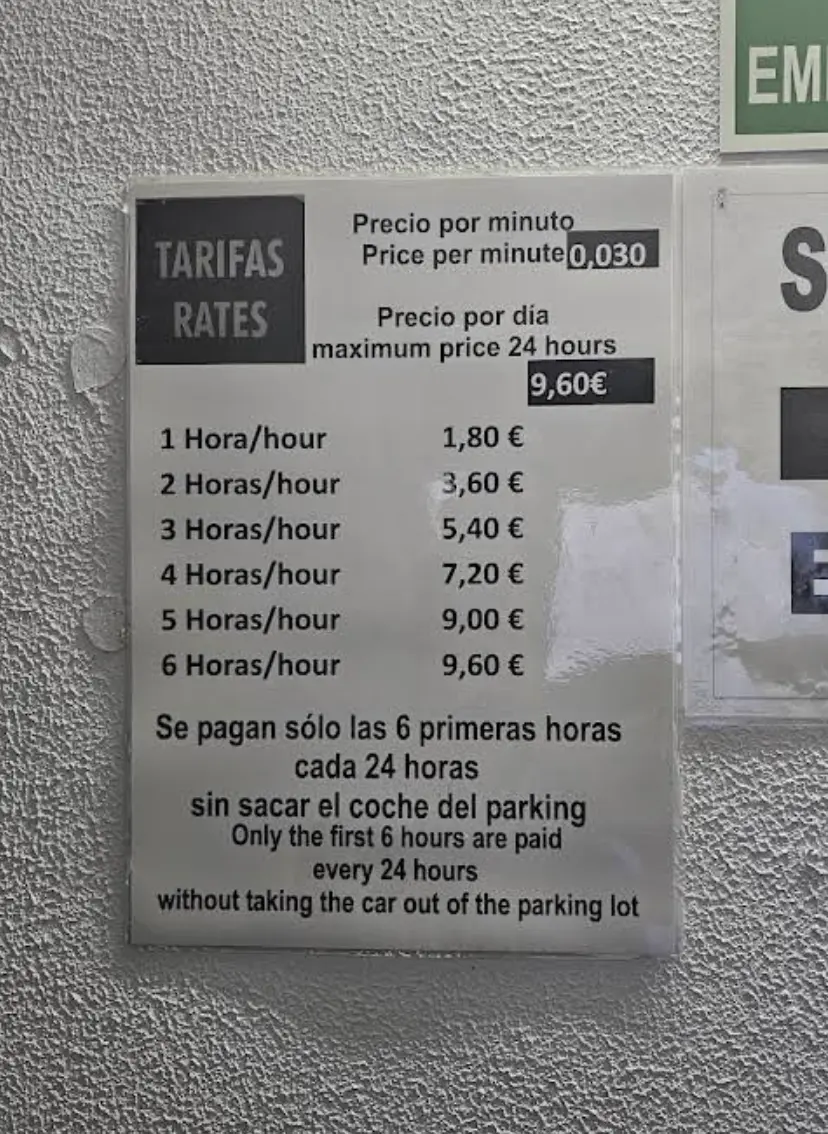 TARIFAS
RATES
Precio por minuto
Price per minute 0,030
Precio por día
maximum price 24 hours
9,60€
1 Hora/hour 1,80 €
2 Horas/hour 3,60 €
3 Horas/hour 5,40 €
4 Horas/hour 7,20 €
5 Horas/hour 9,00 €
6 Horas/hour 9,60 €
Se pagan sólo las 6 primeras horas
cada 24 horas
sin sacar el coche del parking
Only the first 6 hours are paid
every 24 hours
without taking the car out of the parking lot